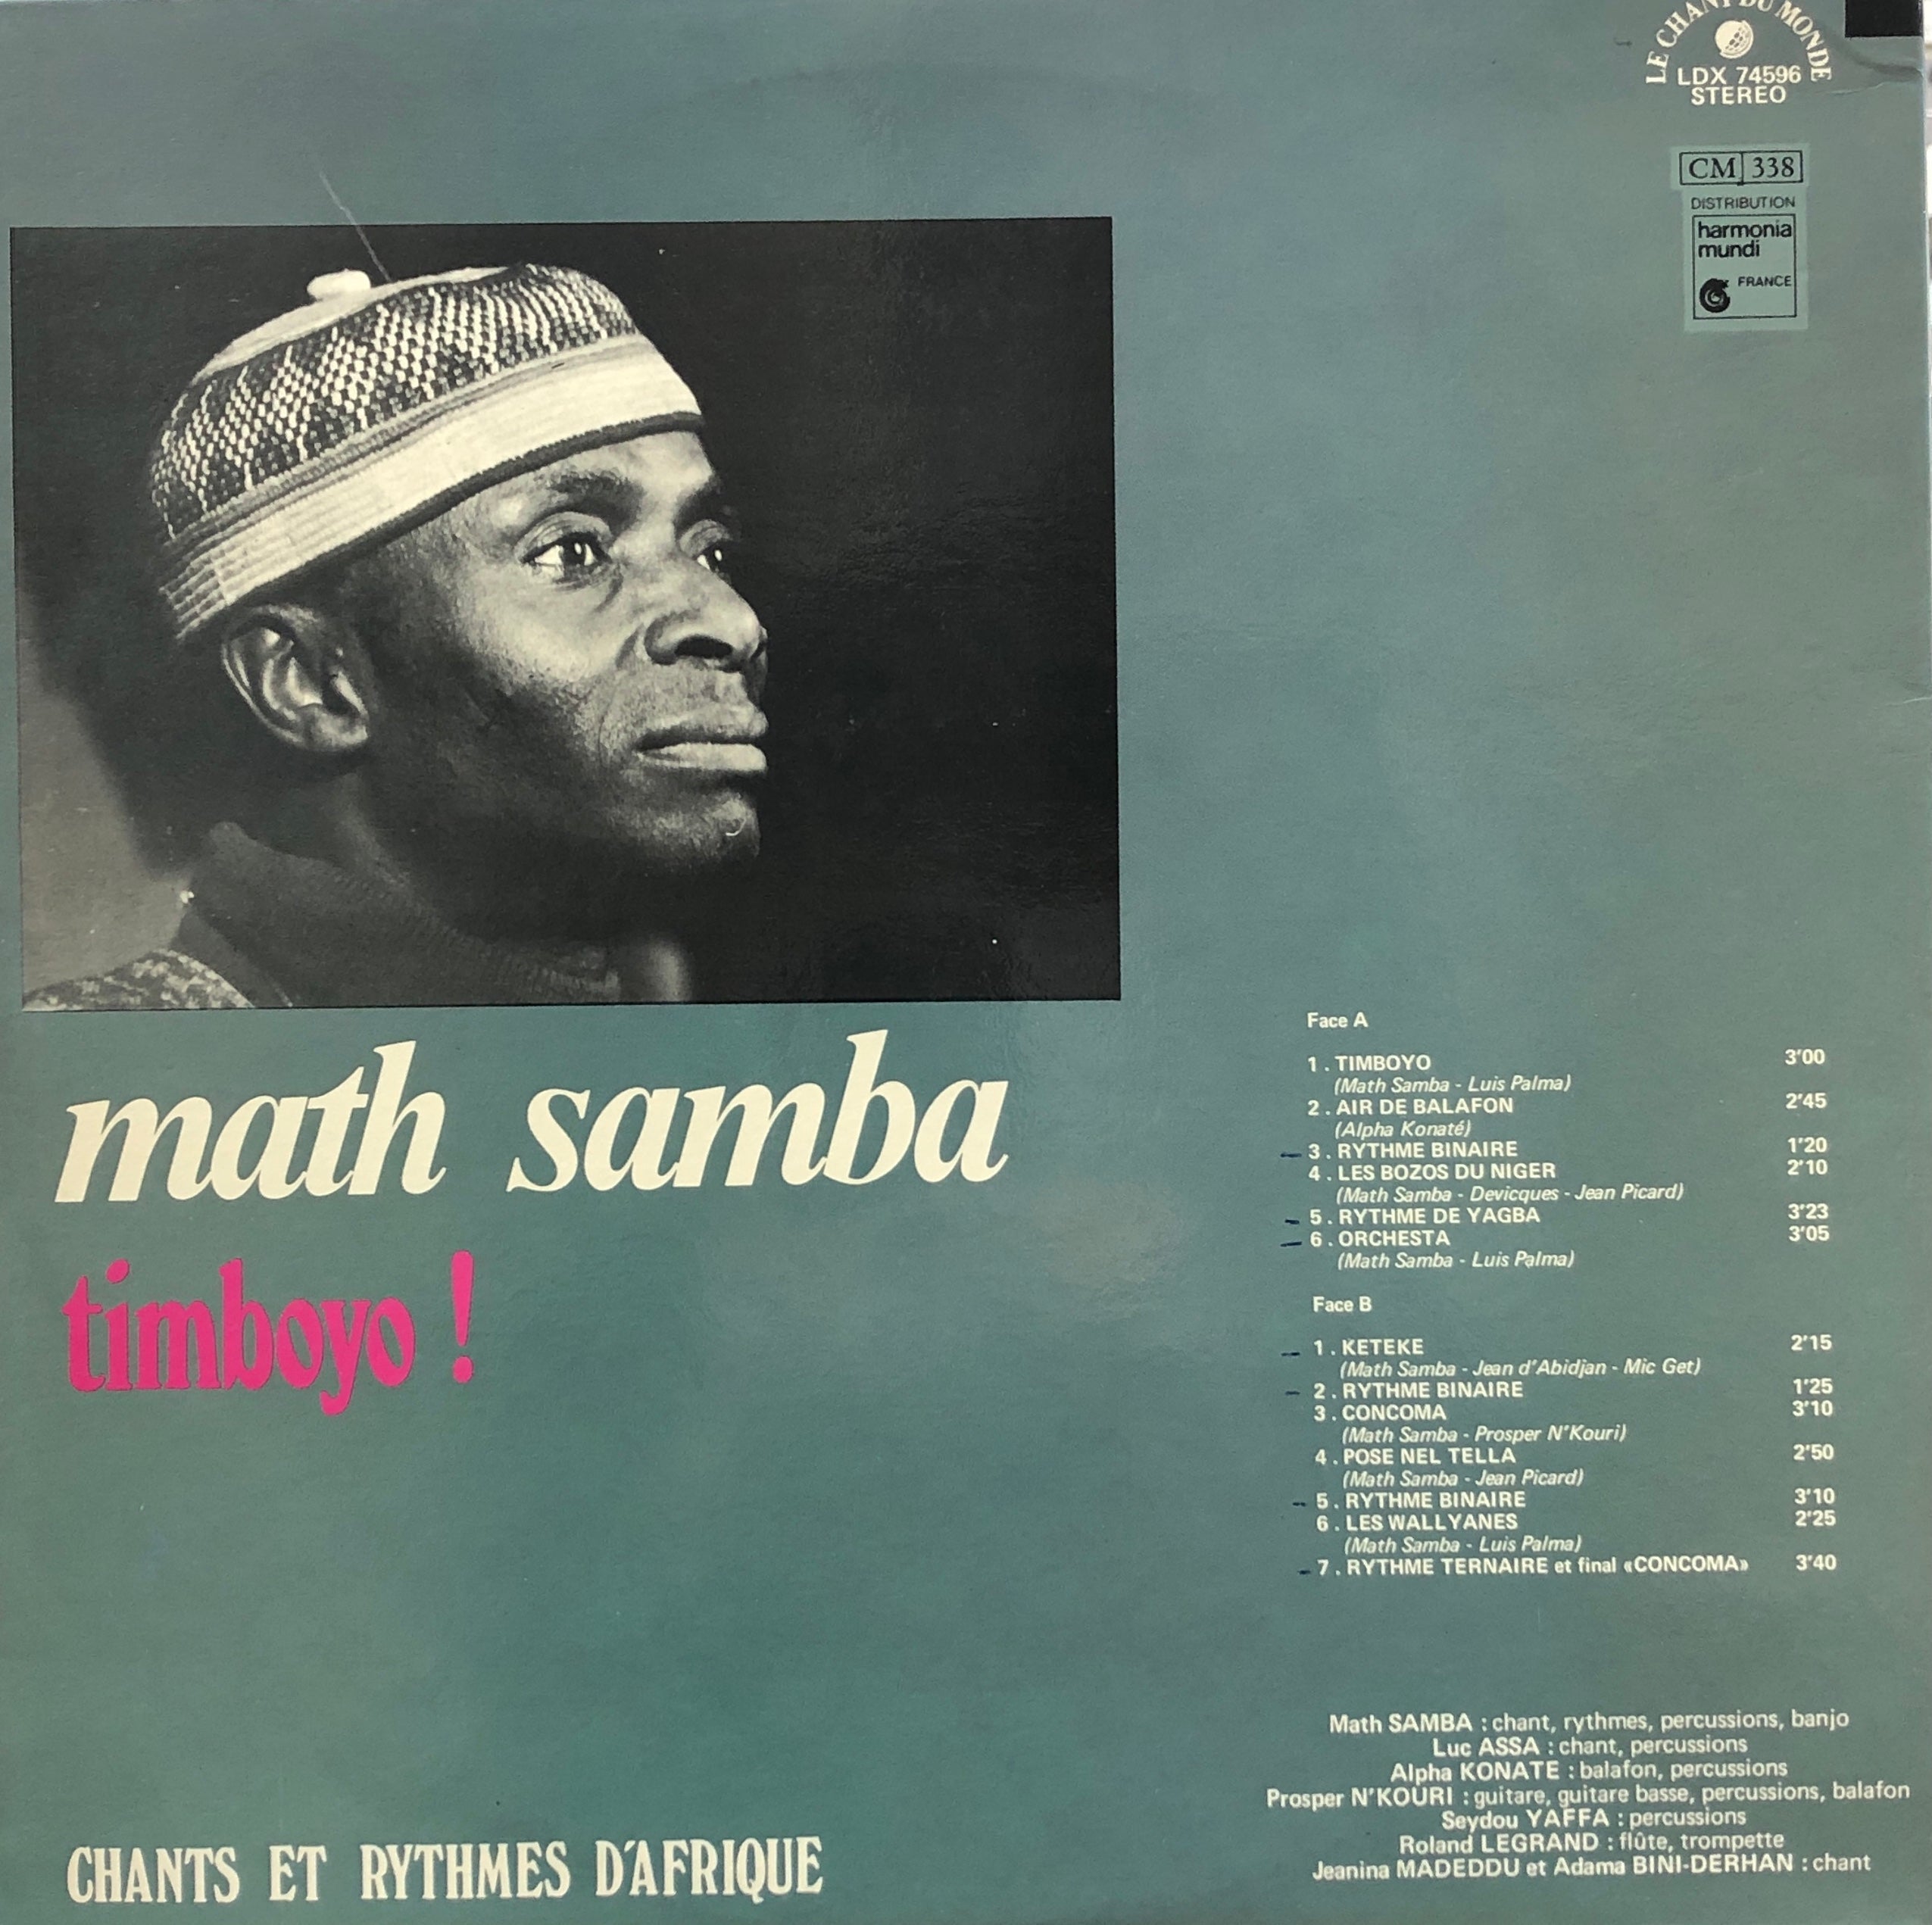 LE CHANT DU MONDE
LDX 74596
STEREO
CM 338
DISTRIBUTION
harmonia
mundi
FRANCE
math samba
timboyo !
Face A
1 . TIMBOYO 3'00
(Math Samba - Luis Palma)
2 . AIR DE BALAFON 2'45
(Alpha Konaté)
3 . RYTHME BINAIRE 1'20
4 . LES BOZOS DU NIGER 2'10
(Math Samba - Devicques - Jean Picard)
5 . RYTHME DE YAGBA 3'23
6 . ORCHESTA 3'05
(Math Samba - Luis Palma)
Face B
1 . KETEKE 2'15
(Math Samba - Jean d'Abidjan - Mic Get)
2 . RYTHME BINAIRE 1'25
3 . CONCOMA 3'10
(Math Samba - Prosper N'Kouri)
4 . POSE NEL TELLA 2'50
(Math Samba - Jean Picard)
5 . RYTHME BINAIRE 3'10
6 . LES WALLYANES 2'25
(Math Samba - Luis Palma)
7 . RYTHME TERNAIRE et final «CONCOMA» 3'40
Math SAMBA : chant, rythmes, percussions, banjo
Luc ASSA : chant, percussions
Alpha KONATE : balafon, percussions
Prosper N'KOURI : guitare, guitare basse, percussions, balafon
Seydou YAFFA : percussions
Roland LEGRAND : flûte, trompette
Jeanina MADEDDU et Adama BINI-DERHAN : chant
CHANTS ET RYTHMES D'AFRIQUE